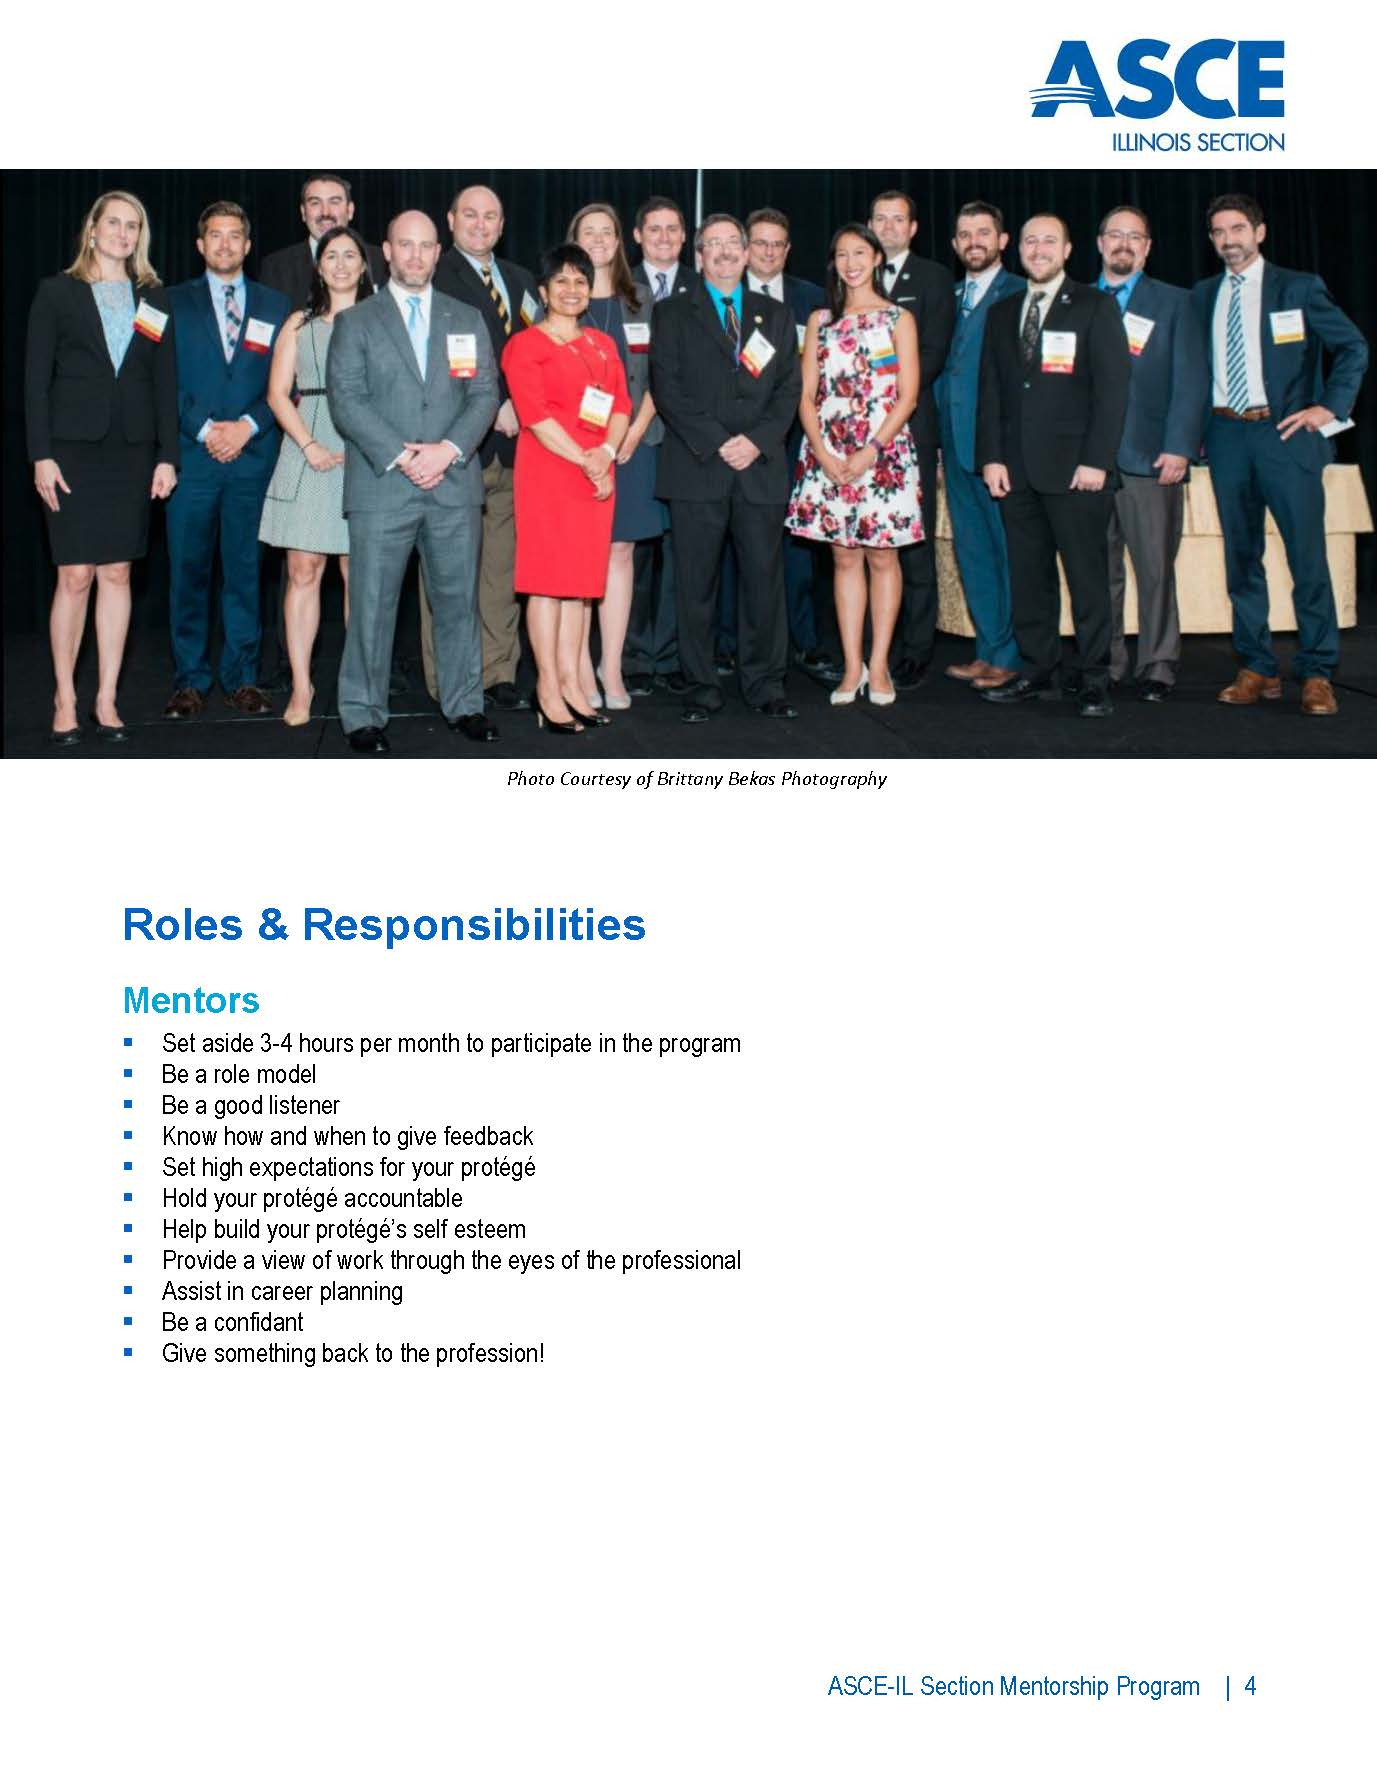 ASCE
ILLINOIS SECTION
Photo Courtesy of Brittany Bekas Photography
Roles & Responsibilities
Mentors
▪ Set aside 3-4 hours per month to participate in the program
▪ Be a role model
▪ Be a good listener
▪ Know how and when to give feedback
▪ Set high expectations for your protégé
▪ Hold your protégé accountable
▪ Help build your protégé’s self esteem
▪ Provide a view of work through the eyes of the professional
▪ Assist in career planning
▪ Be a confidant
▪ Give something back to the profession!
ASCE-IL Section Mentorship Program | 4